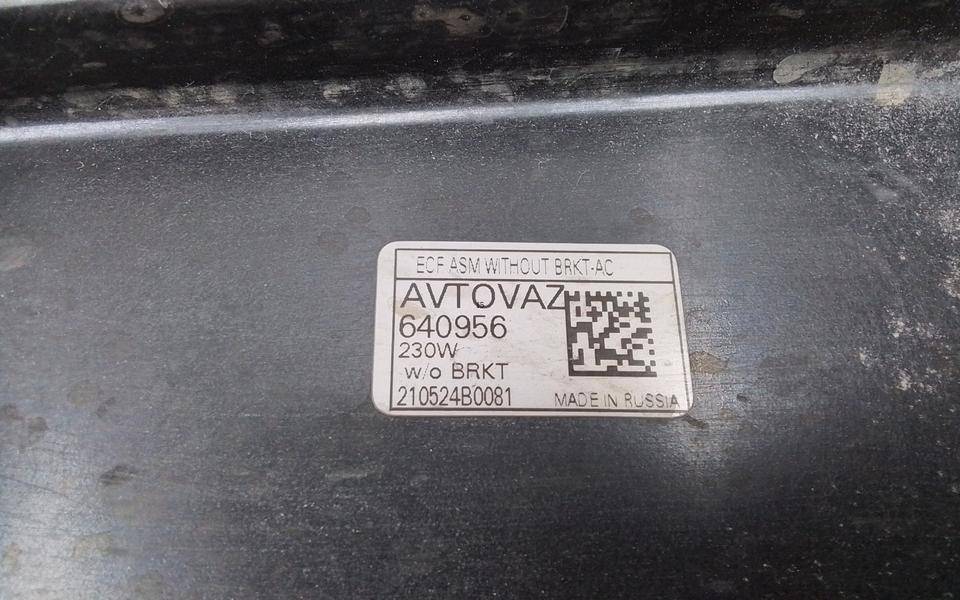 ECF ASM WITHOUT BRKT-AC
AVTOVAZ
640956
230W
w/o BRKT
210524B0081
MADE IN RUSSIA